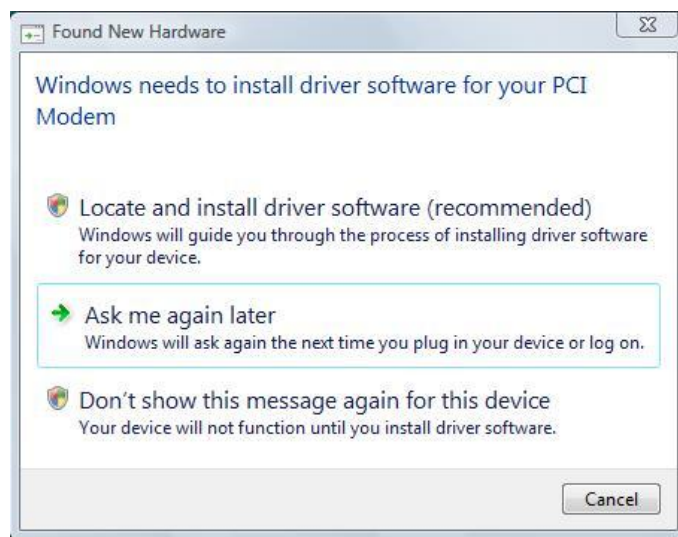 Found New Hardware
Windows needs to install driver software for your PCI
Modem
Locate and install driver software (recommended)
Windows will guide you through the process of installing driver software
for your device.
Ask me again later
Windows will ask again the next time you plug in your device or log on.
Don't show this message again for this device
Your device will not function until you install driver software.
Cancel